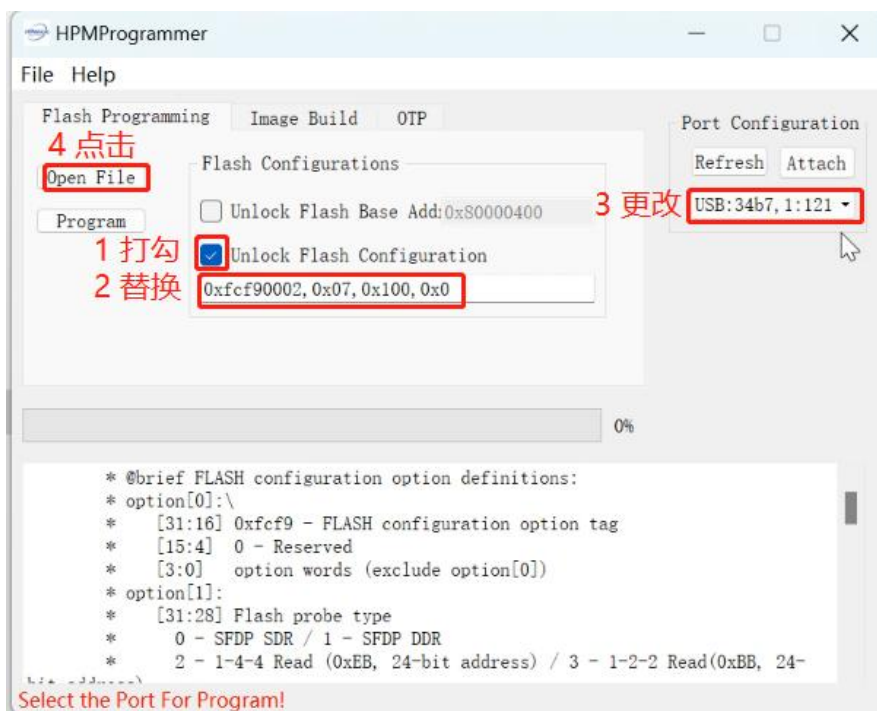 HPMProgrammer
File Help
Flash Programming Image Build OTP
4 点击
Open File
Program
Flash Configurations
Unlock Flash Base Add: 0x80000400
1 打勾
Unlock Flash Configuration
2 替换
0xfcf90002,0x07,0x100,0x0
Port Configuration
Refresh Attach
3 更改
USB:34b7,1:121
0%
* @brief FLASH configuration option definitions:
* option[0]:\
* [31:16] 0xfcf9 - FLASH configuration option tag
* [15:4] 0 - Reserved
* [3:0] option words (exclude option[0])
* option[1]:
* [31:28] Flash probe type
* 0 - SFDP SDR / 1 - SFDP DDR
* 2 - 1-4-4 Read (0xEB, 24-bit address) / 3 - 1-2-2 Read(0xBB, 24-
bit address)
Select the Port For Program!